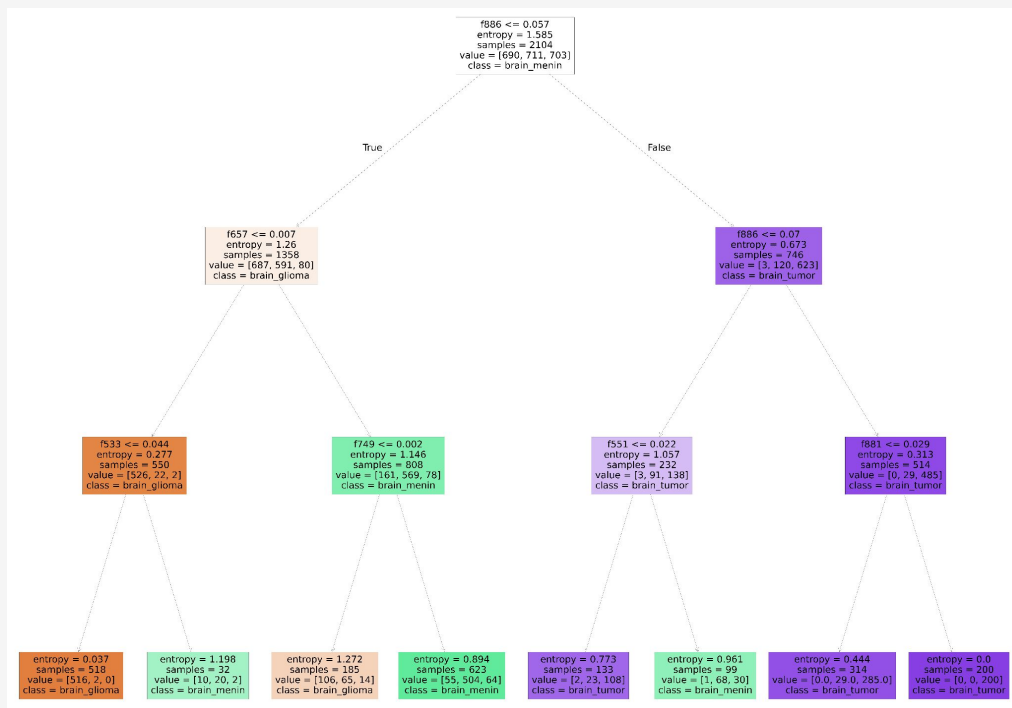 f886 <= 0.057
entropy = 1.585
samples = 2104
value = [690, 711, 703]
class = brain_menin
True
False
f657 <= 0.007
entropy = 1.26
samples = 1358
value = [687, 591, 80]
class = brain_glioma
f886 <= 0.07
entropy = 0.673
samples = 746
value = [3, 120, 623]
class = brain_tumor
f533 <= 0.044
entropy = 0.277
samples = 550
value = [526, 22, 2]
class = brain_glioma
f749 <= 0.002
entropy = 1.146
samples = 808
value = [161, 569, 78]
class = brain_menin
f551 <= 0.022
entropy = 1.057
samples = 232
value = [3, 91, 138]
class = brain_tumor
f881 <= 0.029
entropy = 0.313
samples = 514
value = [0, 29, 485]
class = brain_tumor
entropy = 0.037
samples = 518
value = [516, 2, 0]
class = brain_glioma
entropy = 1.198
samples = 32
value = [10, 20, 2]
class = brain_menin
entropy = 1.272
samples = 185
value = [106, 65, 14]
class = brain_glioma
entropy = 0.894
samples = 623
value = [55, 504, 64]
class = brain_menin
entropy = 0.773
samples = 133
value = [2, 23, 108]
class = brain_tumor
entropy = 0.961
samples = 99
value = [1, 68, 30]
class = brain_menin
entropy = 0.444
samples = 314
value = [0.0, 29.0, 285.0]
class = brain_tumor
entropy = 0.0
samples = 200
value = [0, 0, 200]
class = brain_tumor